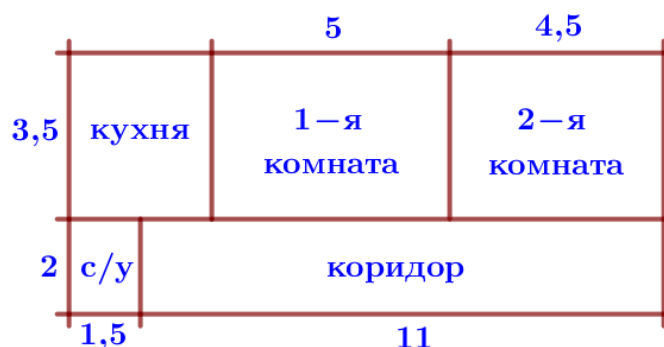 5
4,5
3,5
кухня
1−я
комната
2−я
комната
2
с/у
коридор
1,5
11